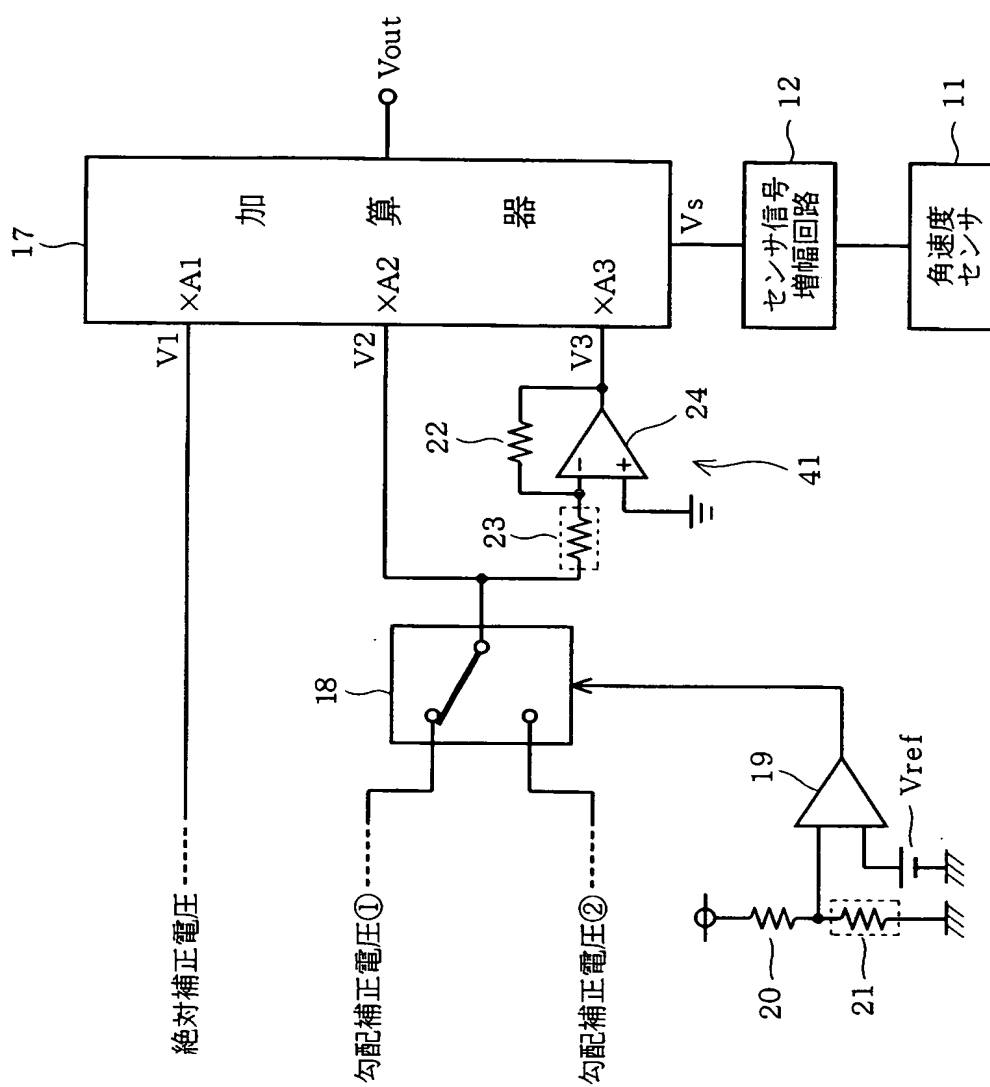 17
絶対補正電圧
V1
×A1
加算器
Vout
勾配補正電圧①
18
V2
×A2
勾配補正電圧②
22
23
V3
×A3
24
41
Vs
19
Vref
20
21
12
センサ信号
増幅回路
11
角速度
センサ
−
+